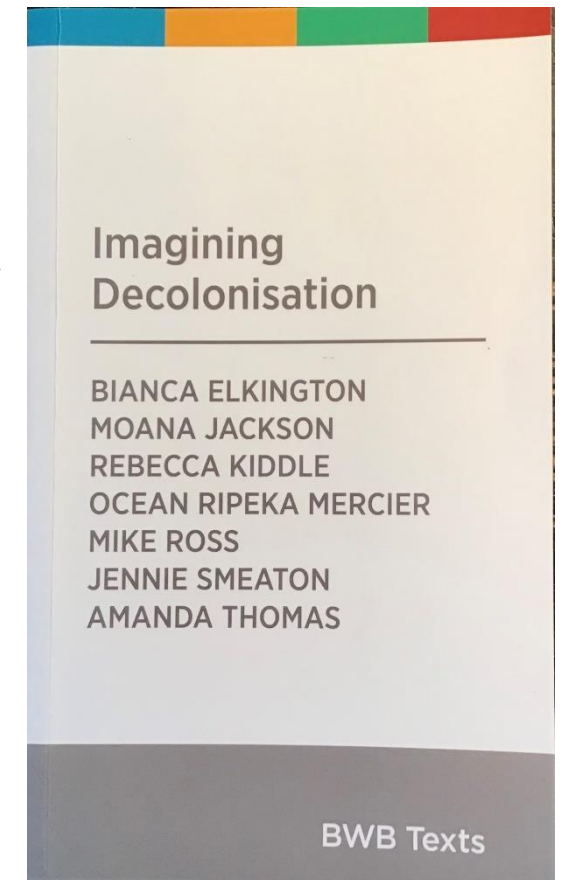 Imagining
Decolonisation
BIANCA ELKINGTON
MOANA JACKSON
REBECCA KIDDLE
OCEAN RIPEKA MERCIER
MIKE ROSS
JENNIE SMEATON
AMANDA THOMAS
BWB Texts